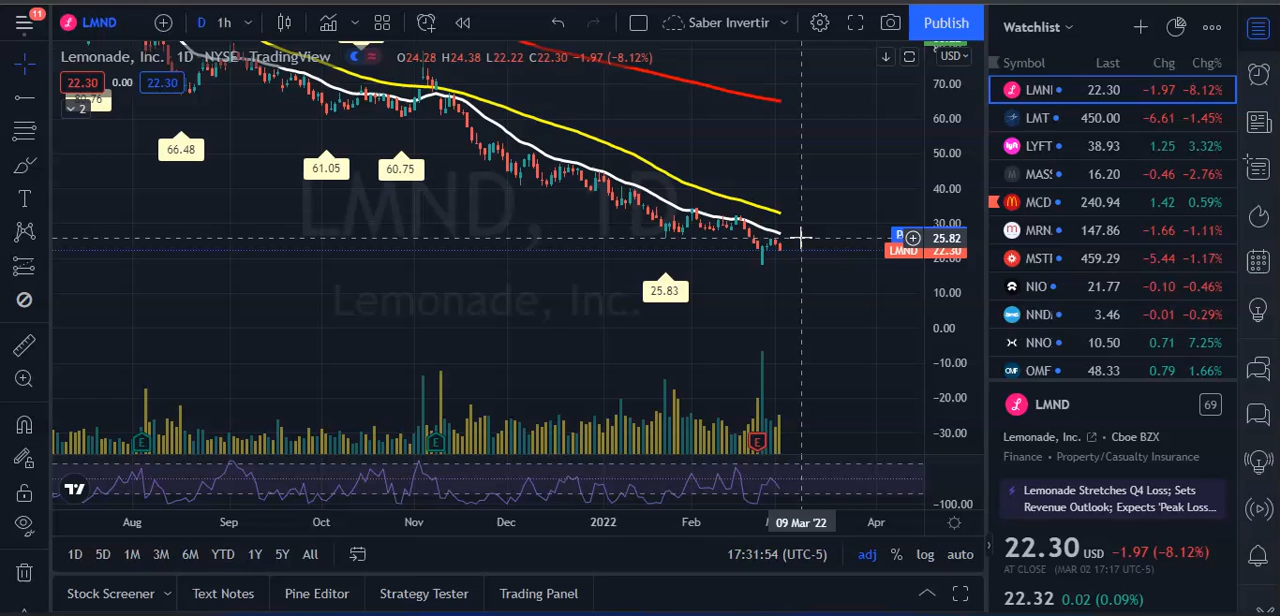 11
LMND
D
1h
Saber Invertir
Publish
Lemonade, Inc. 1D NYSE TradingView
O24.28 H24.38 L22.22 C22.30 −1.97 (−8.12%)
USD
22.30
0.00
22.30
2
66.48
61.05
60.75
25.83
LMND, 1D
Lemonade, Inc.
70.00
60.00
50.00
40.00
30.00
25.82
LMND 22.30
20.00
10.00
0.00
−10.00
−20.00
−30.00
−100.00
E
E
E
Aug
Sep
Oct
Nov
Dec
2022
Feb
09 Mar '22
Apr
1D
5D
1M
3M
6M
YTD
1Y
5Y
All
17:31:54 (UTC-5)
adj
%
log
auto
Stock Screener
Text Notes
Pine Editor
Strategy Tester
Trading Panel
Watchlist
Symbol Last Chg Chg%
LMNI 22.30 −1.97 −8.12%
LMT 450.00 −6.61 −1.45%
LYFT 38.93 1.25 3.32%
MAS 16.20 −0.46 −2.76%
MCD 240.94 1.42 0.59%
MRN 147.86 −1.66 −1.11%
MSTI 459.29 −5.44 −1.17%
NIO 21.77 −0.10 −0.46%
NND 3.46 −0.01 −0.29%
NNO 10.50 0.71 7.25%
OMF 48.33 0.79 1.66%
LMND
69
Lemonade, Inc. • Cboe BZX
Finance • Property/Casualty Insurance
Lemonade Stretches Q4 Loss; Sets
Revenue Outlook; Expects 'Peak Loss...
22.30 USD −1.97 (−8.12%)
AT CLOSE (MAR 02 17:17 UTC-5)
22.32 0.02 (0.09%)